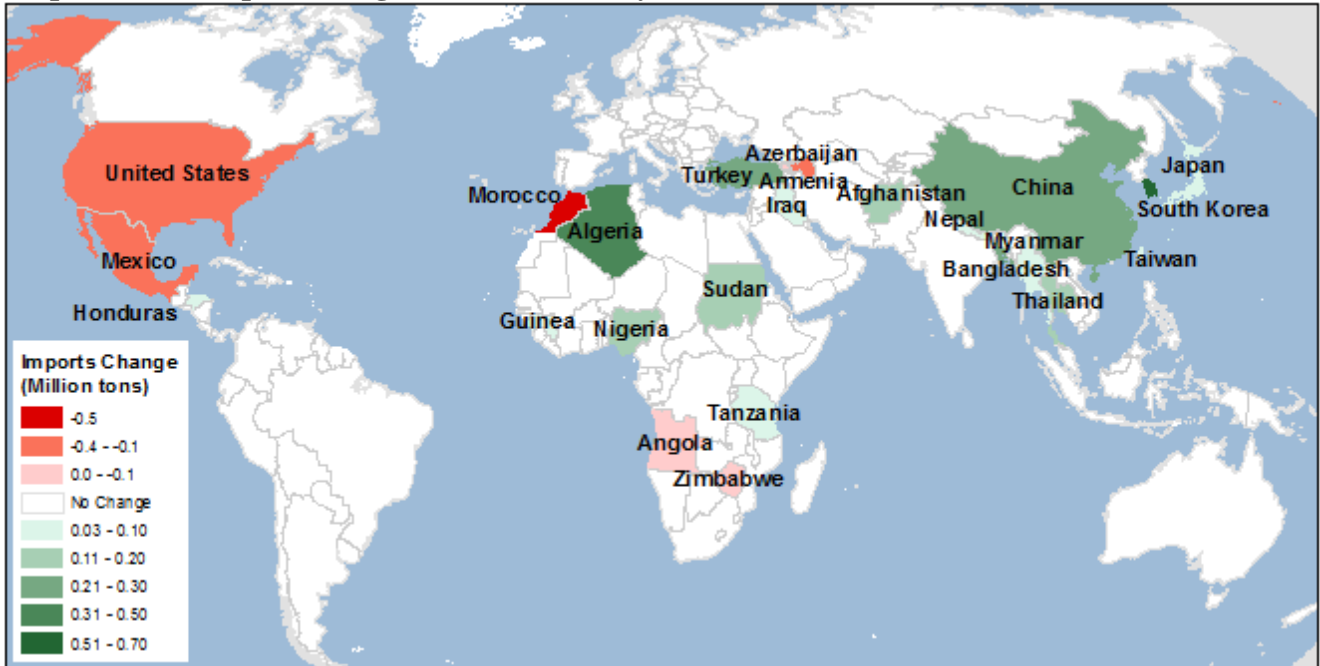 Azerbaijan
Japan
United States
Turkey
Armenia
Afghanistan
China
Morocco
Iraq
South Korea
Nepal
Algeria
Myanmar
Mexico
Bangladesh
Taiwan
Sudan
Thailand
Honduras
Guinea
Nigeria
Imports Change
(Million tons)
-0.5
-0.4 - -0.1
0.0 - -0.1
No Change
0.03 - 0.10
0.11 - 0.20
0.21 - 0.30
0.31 - 0.50
0.51 - 0.70
Tanzania
Angola
Zimbabwe